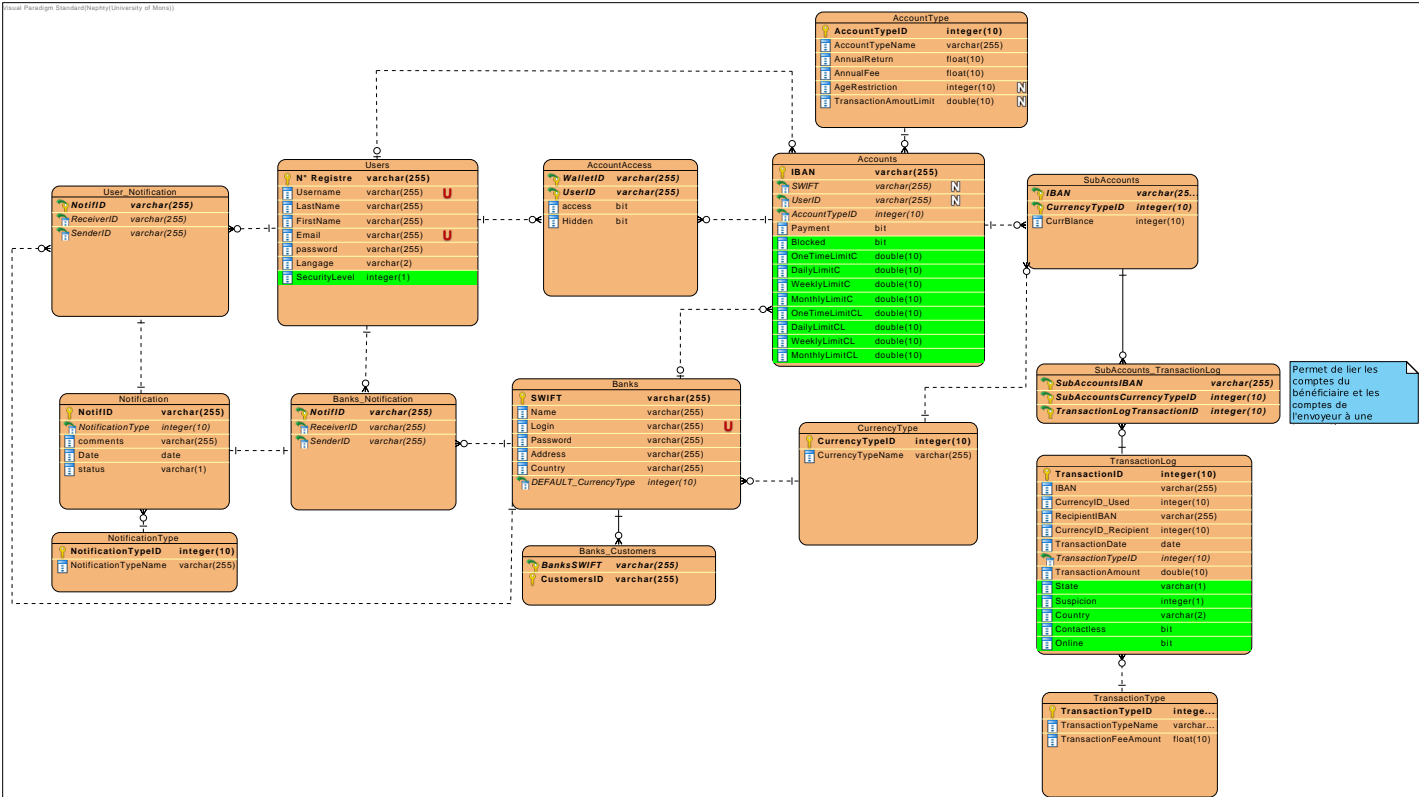 Visual Paradigm Standard(Naphty(University of Mons))
AccountType
AccountTypeID integer(10)
AccountTypeName varchar(255)
AnnualReturn float(10)
AnnualFee float(10)
AgeRestriction integer(10) N
TransactionAmoutLimit double(10) N
Users
N° Registre varchar(255)
Username varchar(255) U
LastName varchar(255)
FirstName varchar(255)
Email varchar(255) U
password varchar(255)
Langage varchar(2)
SecurityLevel integer(1)
AccountAccess
WalletID varchar(255)
UserID varchar(255)
access bit
Hidden bit
Accounts
IBAN varchar(255)
SWIFT varchar(255) N
UserID varchar(255) N
AccountTypeID integer(10)
Payment bit
Blocked bit
OneTimeLimitC double(10)
DailyLimitC double(10)
WeeklyLimitC double(10)
MonthlyLimitC double(10)
OneTimeLimitCL double(10)
DailyLimitCL double(10)
WeeklyLimitCL double(10)
MonthlyLimitCL double(10)
SubAccounts
IBAN varchar(25...
CurrencyTypeID integer(10)
CurrBlance integer(10)
User_Notification
NotifID varchar(255)
ReceiverID varchar(255)
SenderID varchar(255)
Notification
NotifID varchar(255)
NotificationType integer(10)
comments varchar(255)
Date date
status varchar(1)
Banks_Notification
NotifID varchar(255)
ReceiverID varchar(255)
SenderID varchar(255)
Banks
SWIFT varchar(255)
Name varchar(255)
Login varchar(255) U
Password varchar(255)
Address varchar(255)
Country varchar(255)
DEFAULT_CurrencyType integer(10)
CurrencyType
CurrencyTypeID integer(10)
CurrencyTypeName varchar(255)
SubAccounts_TransactionLog
SubAccountsIBAN varchar(255)
SubAccountsCurrencyTypeID integer(10)
TransactionLogTransactionID integer(10)
Permet de lier les
comptes du
bénéficiaire et les
comptes de
l'envoyeur à une
TransactionLog
TransactionID integer(10)
IBAN varchar(255)
CurrencyID_Used integer(10)
RecipientIBAN varchar(255)
CurrencyID_Recipient integer(10)
TransactionDate date
TransactionTypeID integer(10)
TransactionAmount double(10)
State varchar(1)
Suspicion integer(1)
Country varchar(2)
Contactless bit
Online bit
NotificationType
NotificationTypeID integer(10)
NotificationTypeName varchar(255)
Banks_Customers
BanksSWIFT varchar(255)
CustomersID varchar(255)
TransactionType
TransactionTypeID intege...
TransactionTypeName varchar...
TransactionFeeAmount float(10)